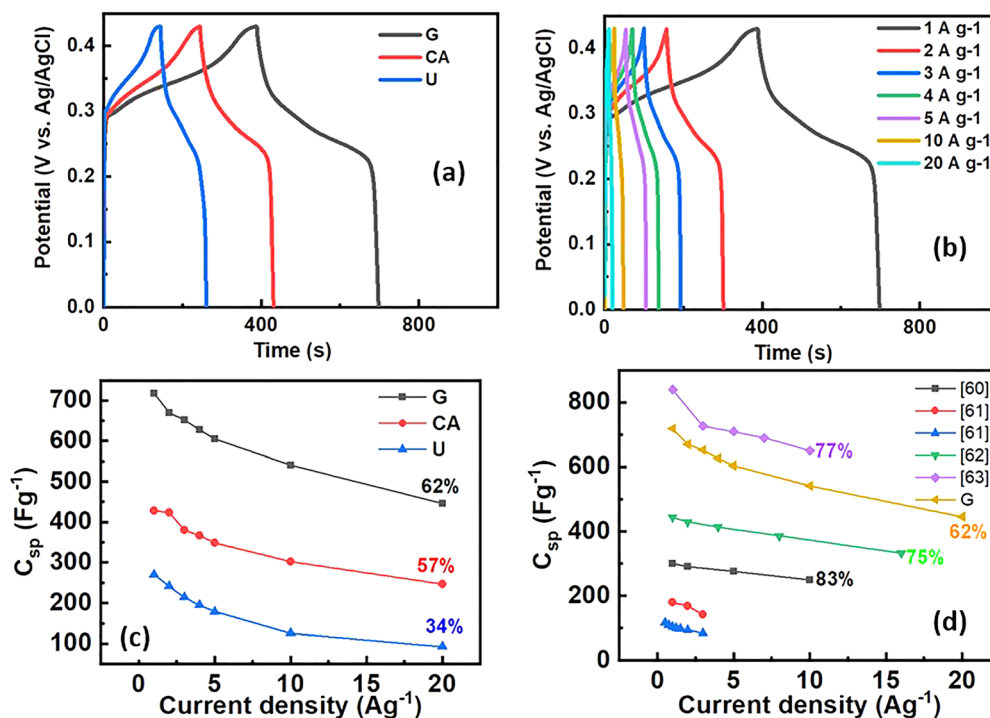 Potential (V vs. Ag/AgCl)
0.4
0.3
0.2
0.1
0.0
0
400
800
Time (s)
G
CA
U
(a)
Potential (V vs. Ag/AgCl)
0.4
0.3
0.2
0.1
0.0
0
400
800
Time (s)
1 A g-1
2 A g-1
3 A g-1
4 A g-1
5 A g-1
10 A g-1
20 A g-1
(b)
Csp (Fg-1)
700
600
500
400
300
200
100
0
5
10
15
20
Current density (Ag-1)
G
CA
U
62%
57%
34%
(c)
Csp (Fg-1)
800
600
400
200
0
0
5
10
15
20
Current density (Ag-1)
[60]
[61]
[61]
[62]
[63]
G
77%
62%
75%
83%
(d)